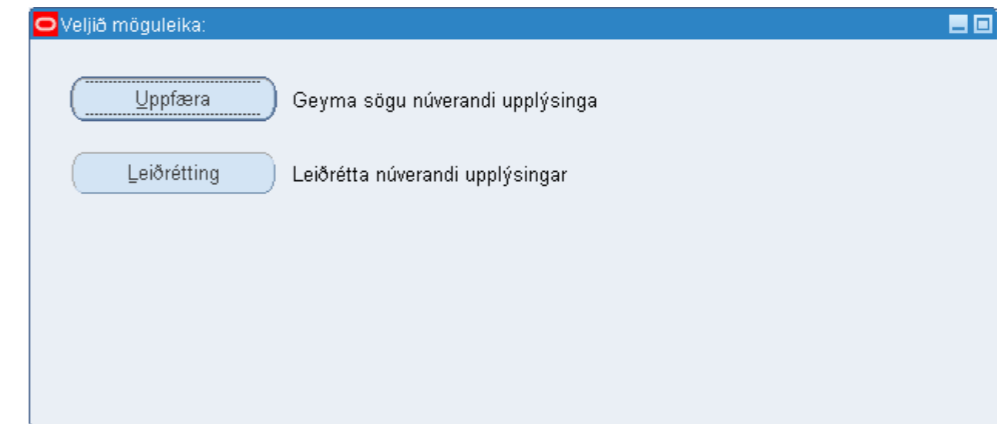 Veljið möguleika:
Uppfæra Geyma sögu núverandi upplýsinga
Leiðrétting Leiðrétta núverandi upplýsingar